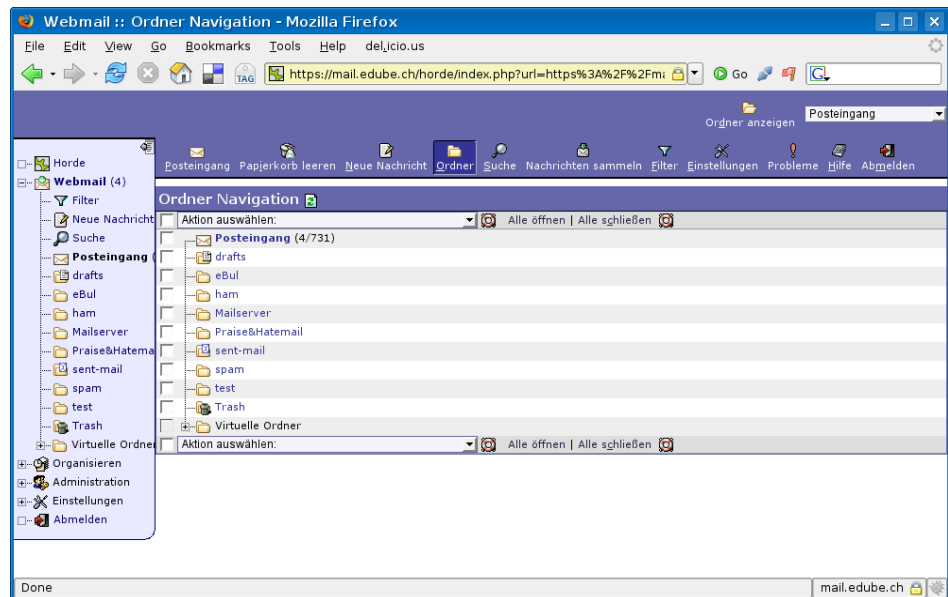 Webmail :: Ordner Navigation - Mozilla Firefox
File Edit View Go Bookmarks Tools Help del.icio.us
TAG https://mail.edube.ch/horde/index.php?url=https%3A%2F%2Fma Go G
Ordner anzeigen Posteingang
Posteingang Papierkorb leeren Neue Nachricht Ordner Suche Nachrichten sammeln Filter Einstellungen Probleme Hilfe Abmelden
Horde
Webmail (4)
Filter
Neue Nachricht
Suche
Posteingang (
drafts
eBul
ham
Mailserver
Praise&Hatema
sent-mail
spam
test
Trash
Virtuelle Ordner
Organisieren
Administration
Einstellungen
Abmelden
Ordner Navigation
Aktion auswählen: Alle öffnen | Alle schließen
Posteingang (4/731)
drafts
eBul
ham
Mailserver
Praise&Hatemail
sent-mail
spam
test
Trash
Virtuelle Ordner
Aktion auswählen: Alle öffnen | Alle schließen
Done mail.edube.ch